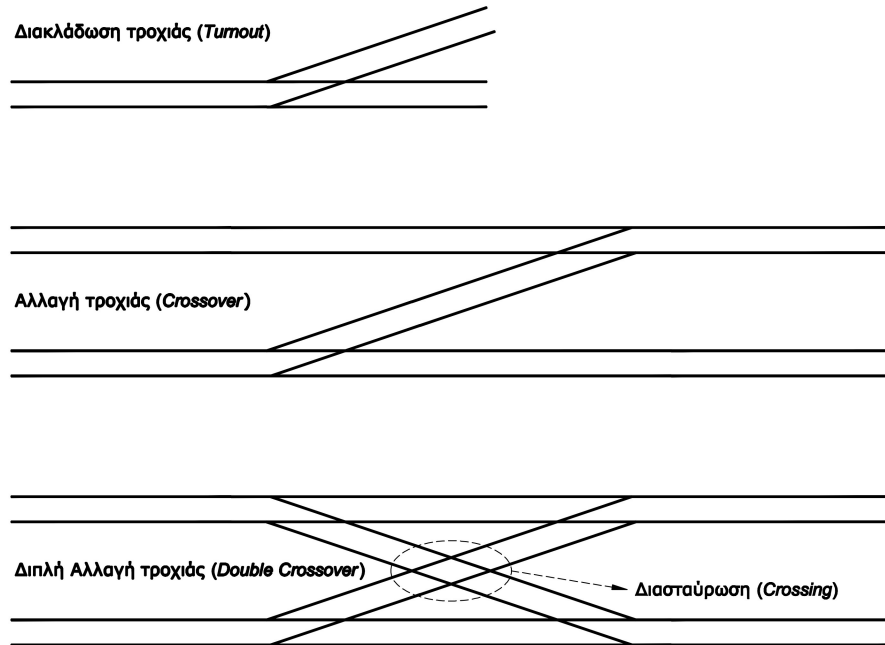 Διακλάδωση τροχιάς (Turnout)
Αλλαγή τροχιάς (Crossover)
Διπλή Αλλαγή τροχιάς (Double Crossover)
Διασταύρωση (Crossing)